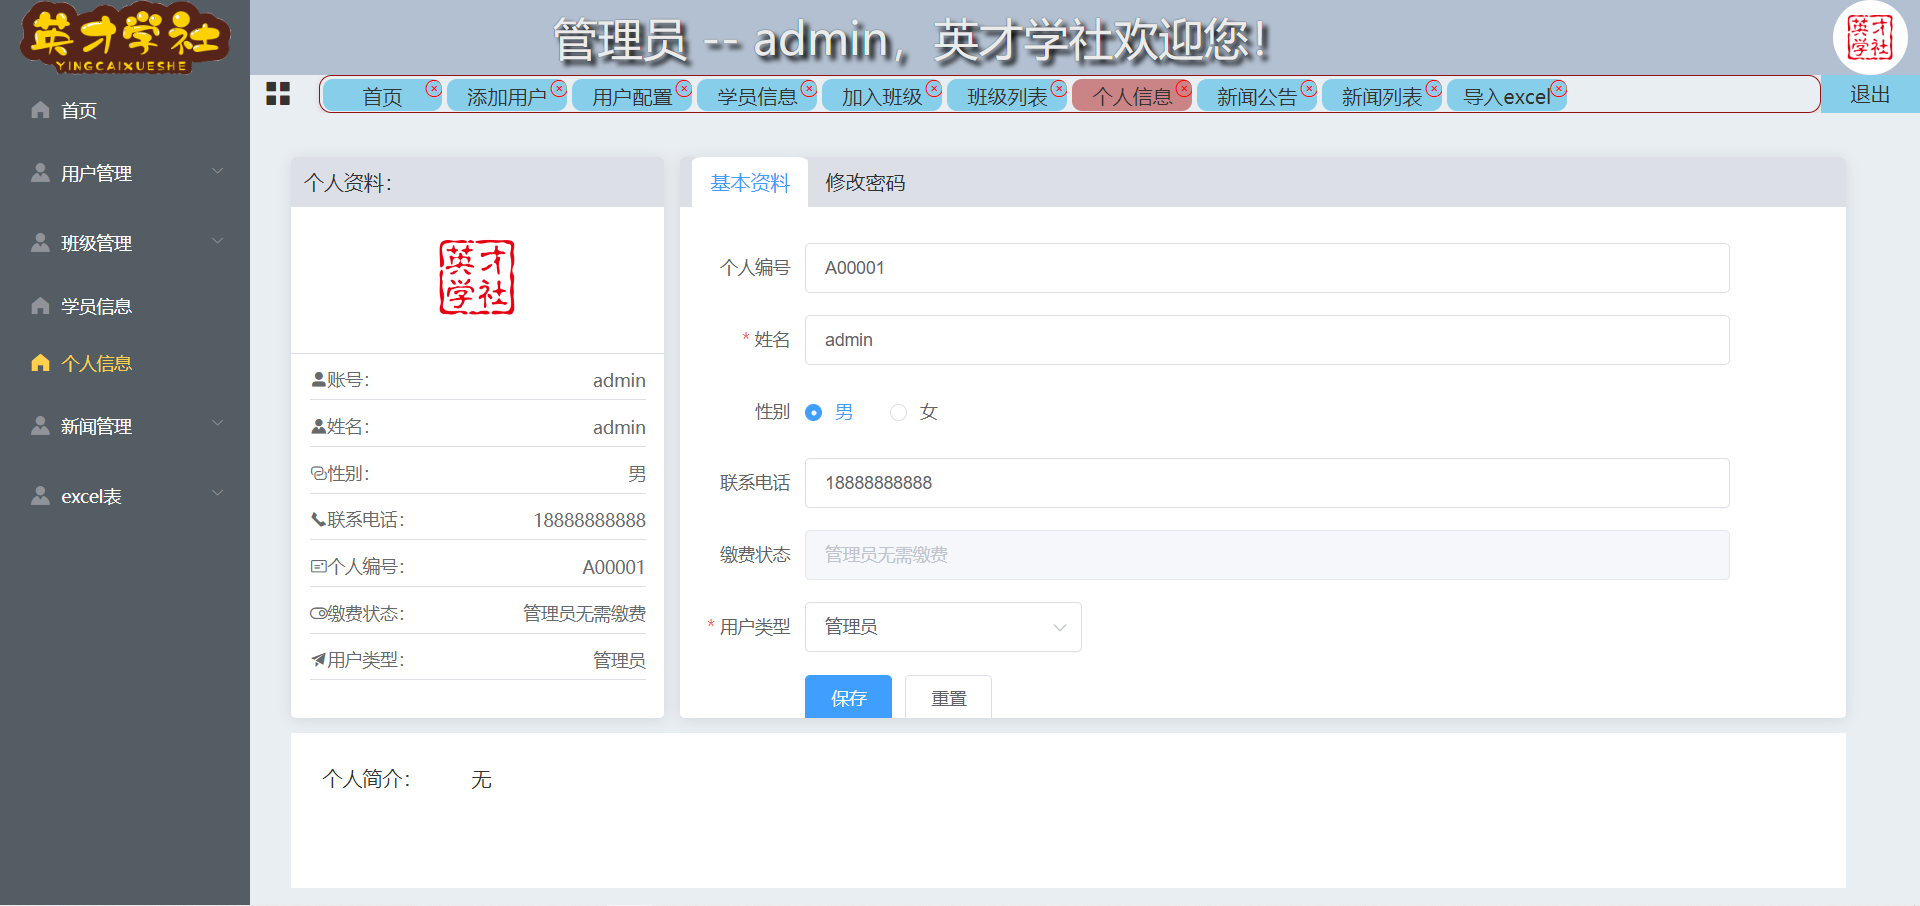 英才学社
YINGCAIXUESHE
管理员 -- admin，英才学社欢迎您！
英才学社
首页
用户管理
班级管理
学员信息
个人信息
新闻管理
excel表
首页 添加用户 用户配置 学员信息 加入班级 班级列表 个人信息 新闻公告 新闻列表 导入excel 退出
个人资料：
英才学社
账号： admin
姓名： admin
性别： 男
联系电话： 18888888888
个人编号： A00001
缴费状态： 管理员无需缴费
用户类型： 管理员
基本资料 修改密码
个人编号 A00001
* 姓名 admin
性别 男 女
联系电话 18888888888
缴费状态 管理员无需缴费
* 用户类型 管理员
保存 重置
个人简介： 无